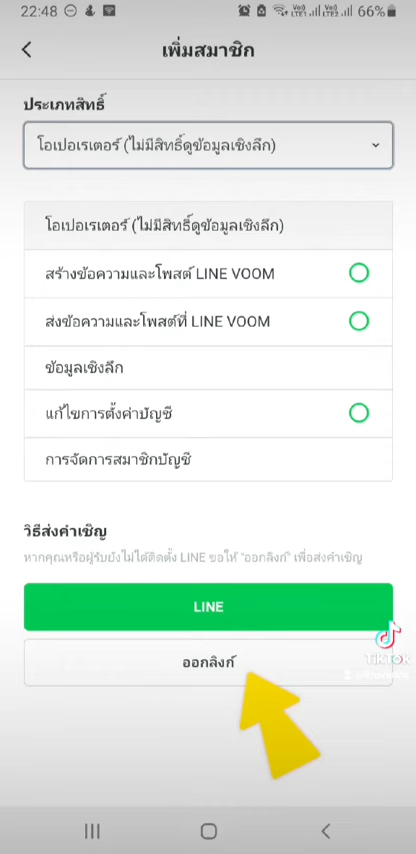 22:48
Vo)) LTE1
Vo)) LTE2
66%
เพิ่มสมาชิก
ประเภทสิทธิ์
โอเปอเรเตอร์ (ไม่มีสิทธิ์ดูข้อมูลเชิงลึก)
โอเปอเรเตอร์ (ไม่มีสิทธิ์ดูข้อมูลเชิงลึก)
สร้างข้อความและโพสต์ LINE VOOM
ส่งข้อความและโพสต์ที่ LINE VOOM
ข้อมูลเชิงลึก
แก้ไขการตั้งค่าบัญชี
การจัดการสมาชิกบัญชี
วิธีส่งคำเชิญ
หากคุณหรือผู้รับยังไม่ได้ติดตั้ง LINE ขอให้ "ออกลิงก์" เพื่อส่งคำเชิญ
LINE
ออกลิงก์
TikTok